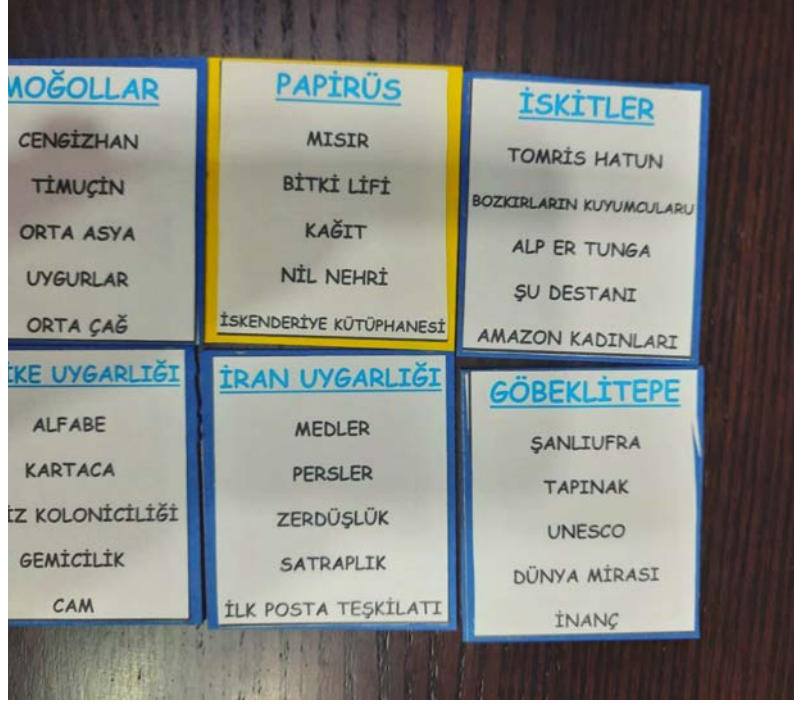 MOĞOLLAR
CENGİZHAN
TİMUÇİN
ORTA ASYA
UYGURLAR
ORTA ÇAĞ
PAPİRÜS
MISIR
BİTKİ LİFİ
KAĞIT
NİL NEHRİ
İSKENDERİYE KÜTÜPHANESİ
İSKİTLER
TOMRİS HATUN
BOZKIRLARIN KUYUMCULARU
ALP ER TUNGA
ŞU DESTANI
AMAZON KADINLARI
İKE UYGARLIĞI
ALFABE
KARTACA
İZ KOLONİCİLİĞİ
GEMİCİLİK
CAM
İRAN UYGARLIĞI
MEDLER
PERSLER
ZERDÜŞLÜK
SATRAPLIK
İLK POSTA TEŞKİLATI
GÖBEKLİTEPE
ŞANLIUFRA
TAPINAK
UNESCO
DÜNYA MİRASI
İNANÇ